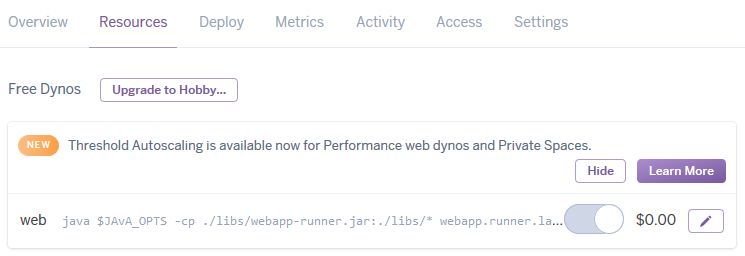 Overview Resources Deploy Metrics Activity Access Settings
Free Dynos Upgrade to Hobby...
NEW Threshold Autoscaling is available now for Performance web dynos and Private Spaces.
Hide Learn More
web java $JAvA_OPTS -cp ./libs/webapp-runner.jar:./libs/* webapp.runner.la... $0.00